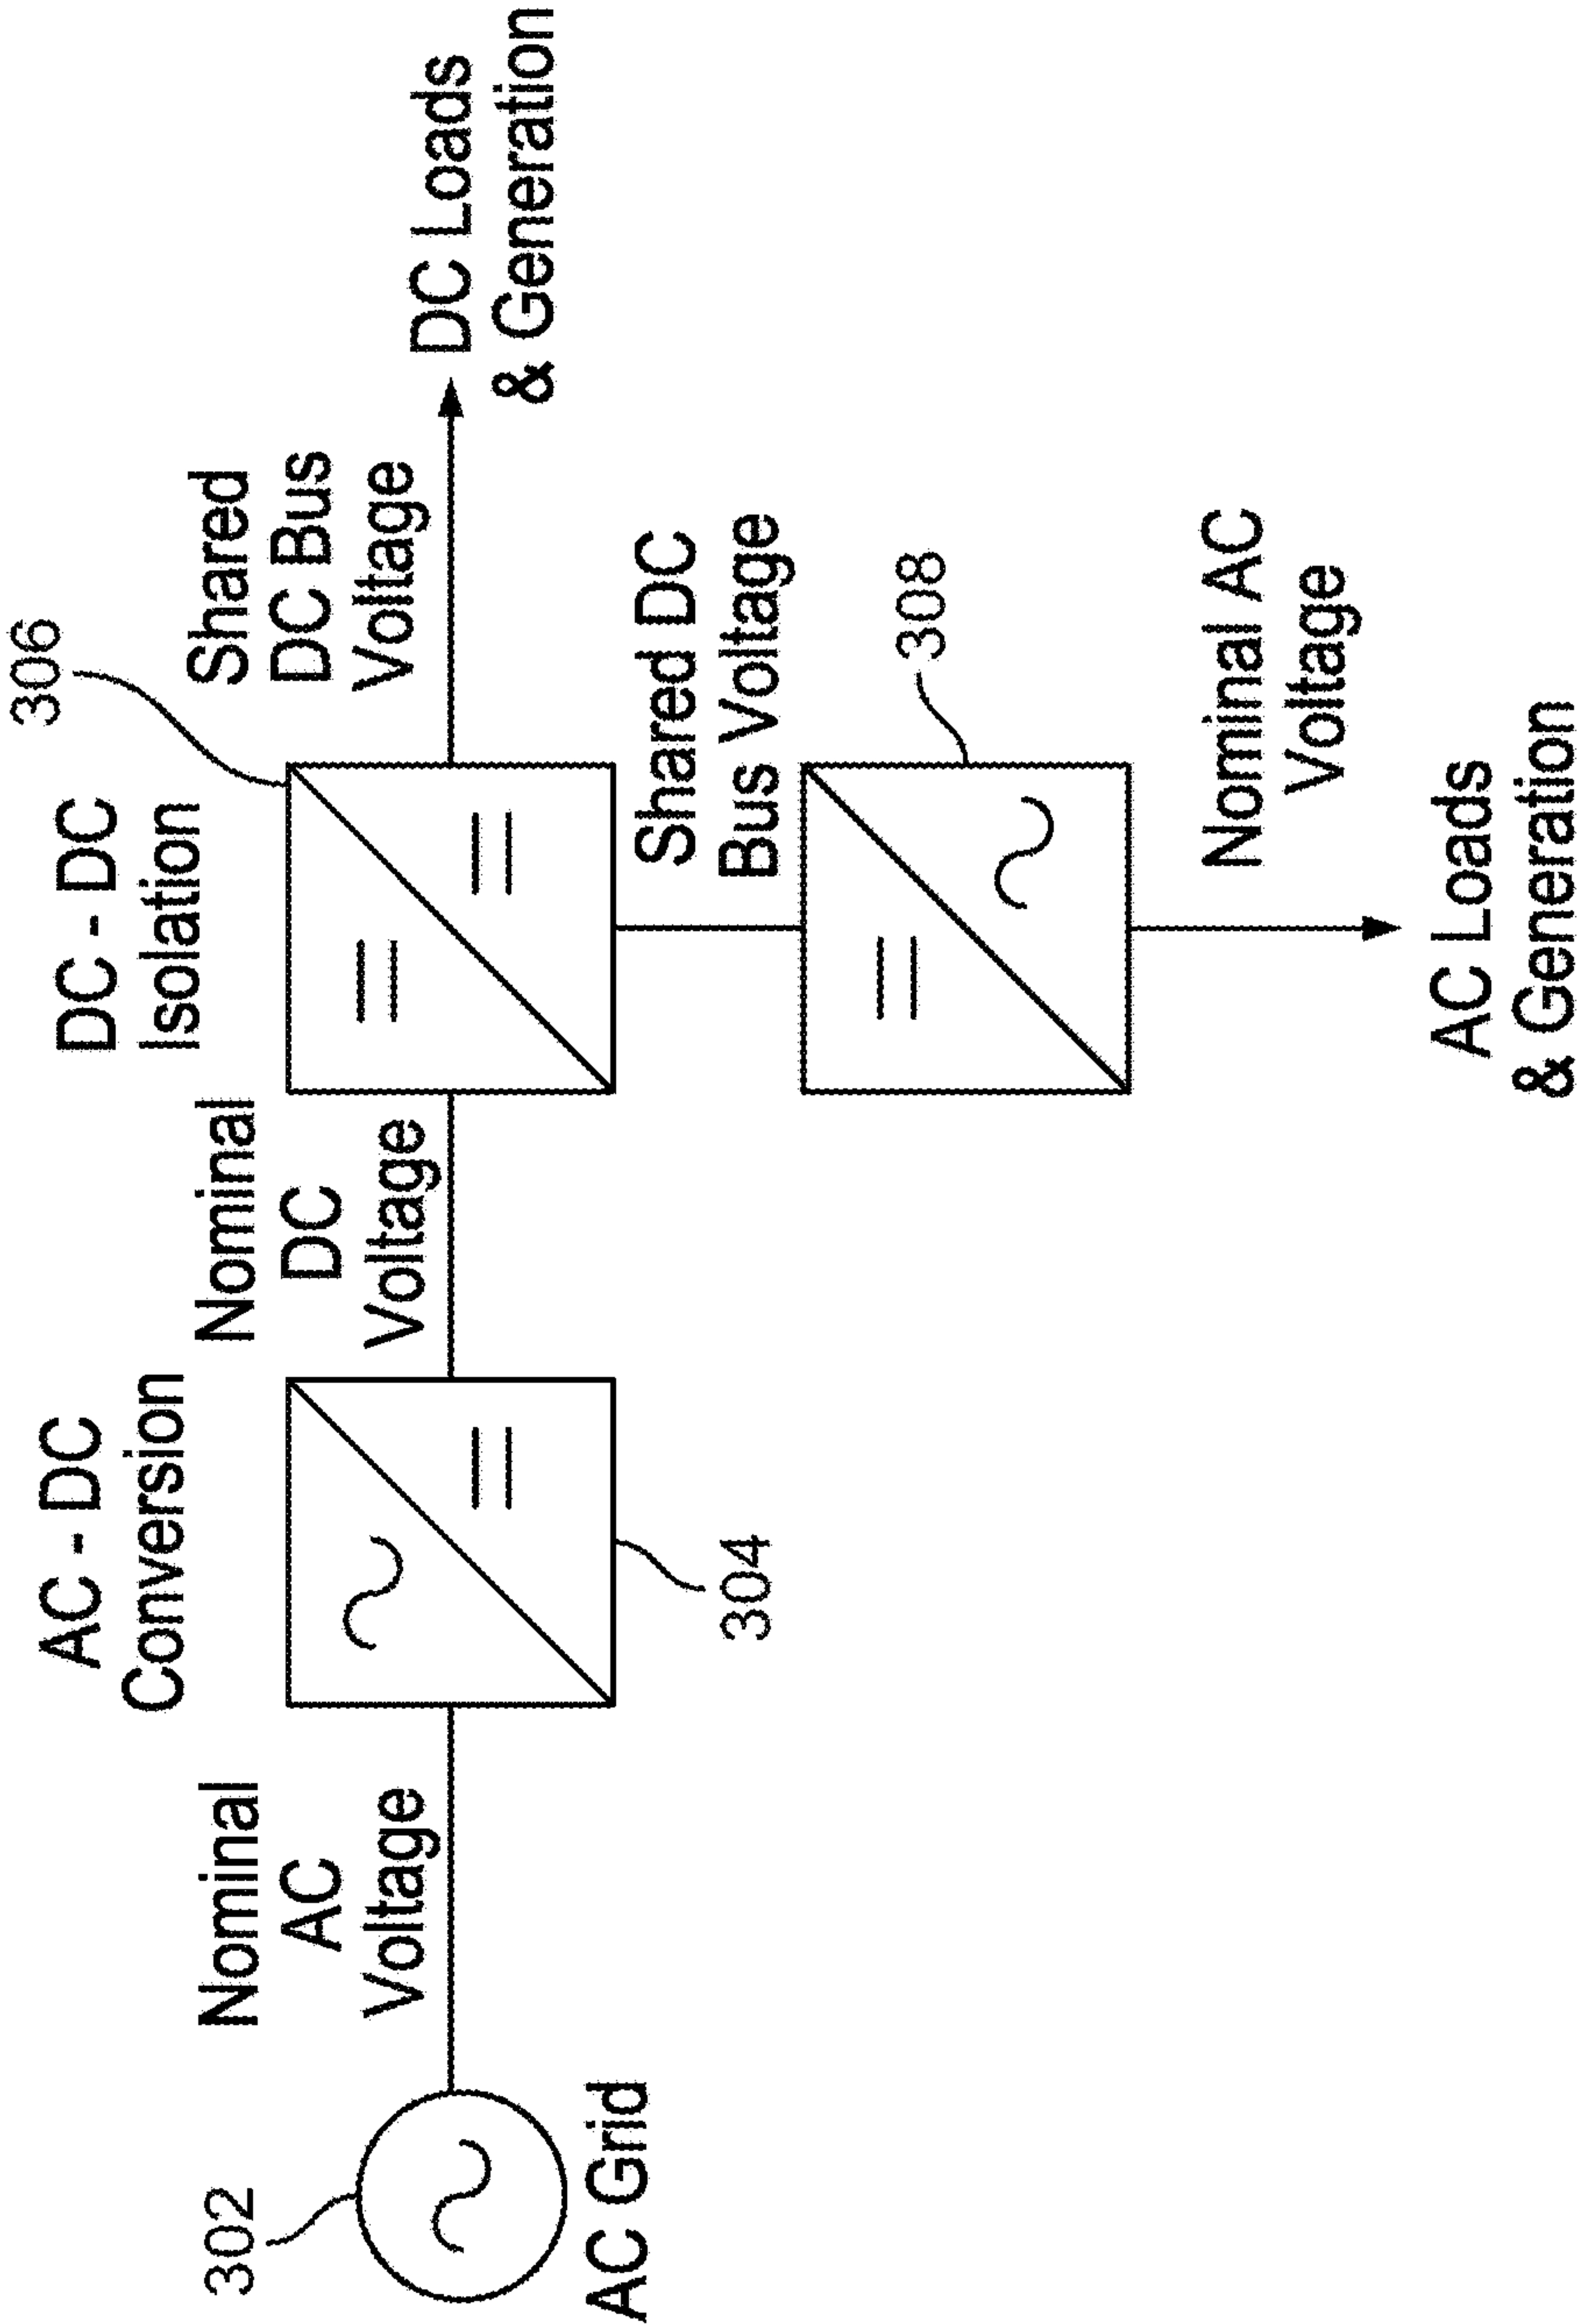 302
AC Grid
Nominal
AC
Voltage
AC - DC
Conversion
304
Nominal
DC
Voltage
DC - DC
Isolation
306
Shared
DC Bus
Voltage
DC Loads
& Generation
Shared DC
Bus Voltage
308
Nominal AC
Voltage
AC Loads
& Generation